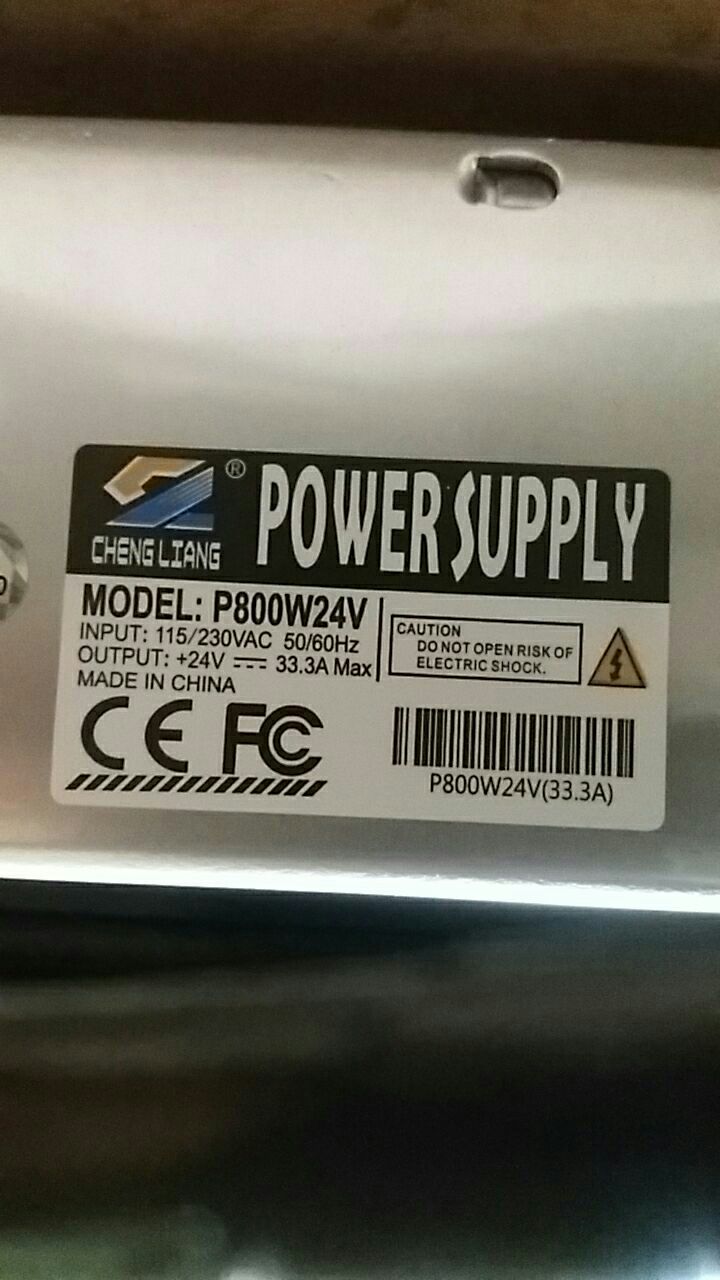 ®
CHENG LIANG
POWER SUPPLY
MODEL: P800W24V
INPUT: 115/230VAC 50/60Hz
OUTPUT: +24V ⎓ 33.3A Max
MADE IN CHINA
CAUTION
DO NOT OPEN RISK OF
ELECTRIC SHOCK.
CE FC
P800W24V(33.3A)